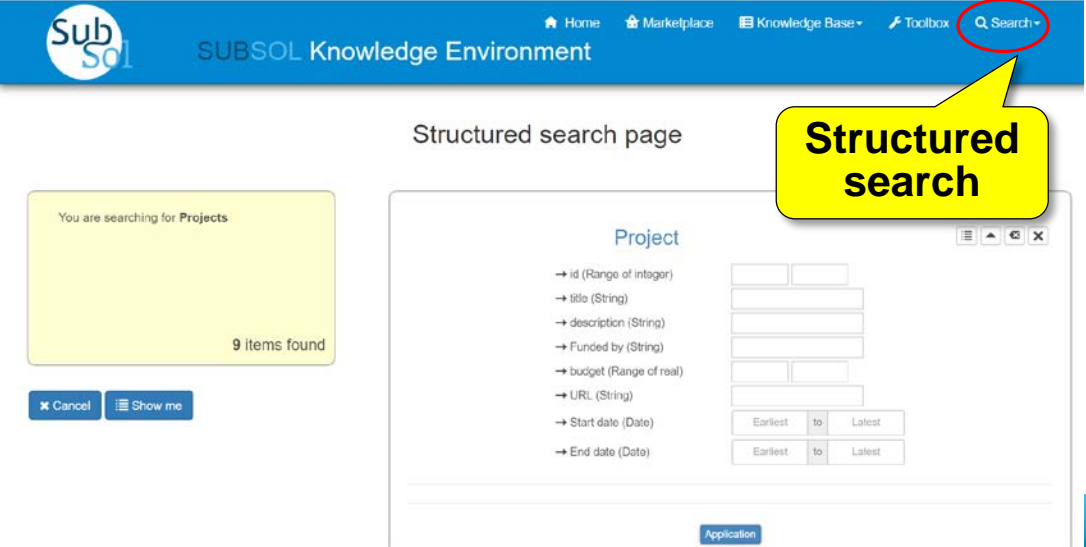 Sub
Sol
SUBSOL Knowledge Environment
Home Marketplace Knowledge Base Toolbox Search
Structured search page
Structured
search
You are searching for Projects
9 items found
Cancel Show me
Project
→ id (Range of integer)
→ title (String)
→ description (String)
→ Funded by (String)
→ budget (Range of real)
→ URL (String)
→ Start date (Date) Earliest to Latest
→ End date (Date) Earliest to Latest
Application